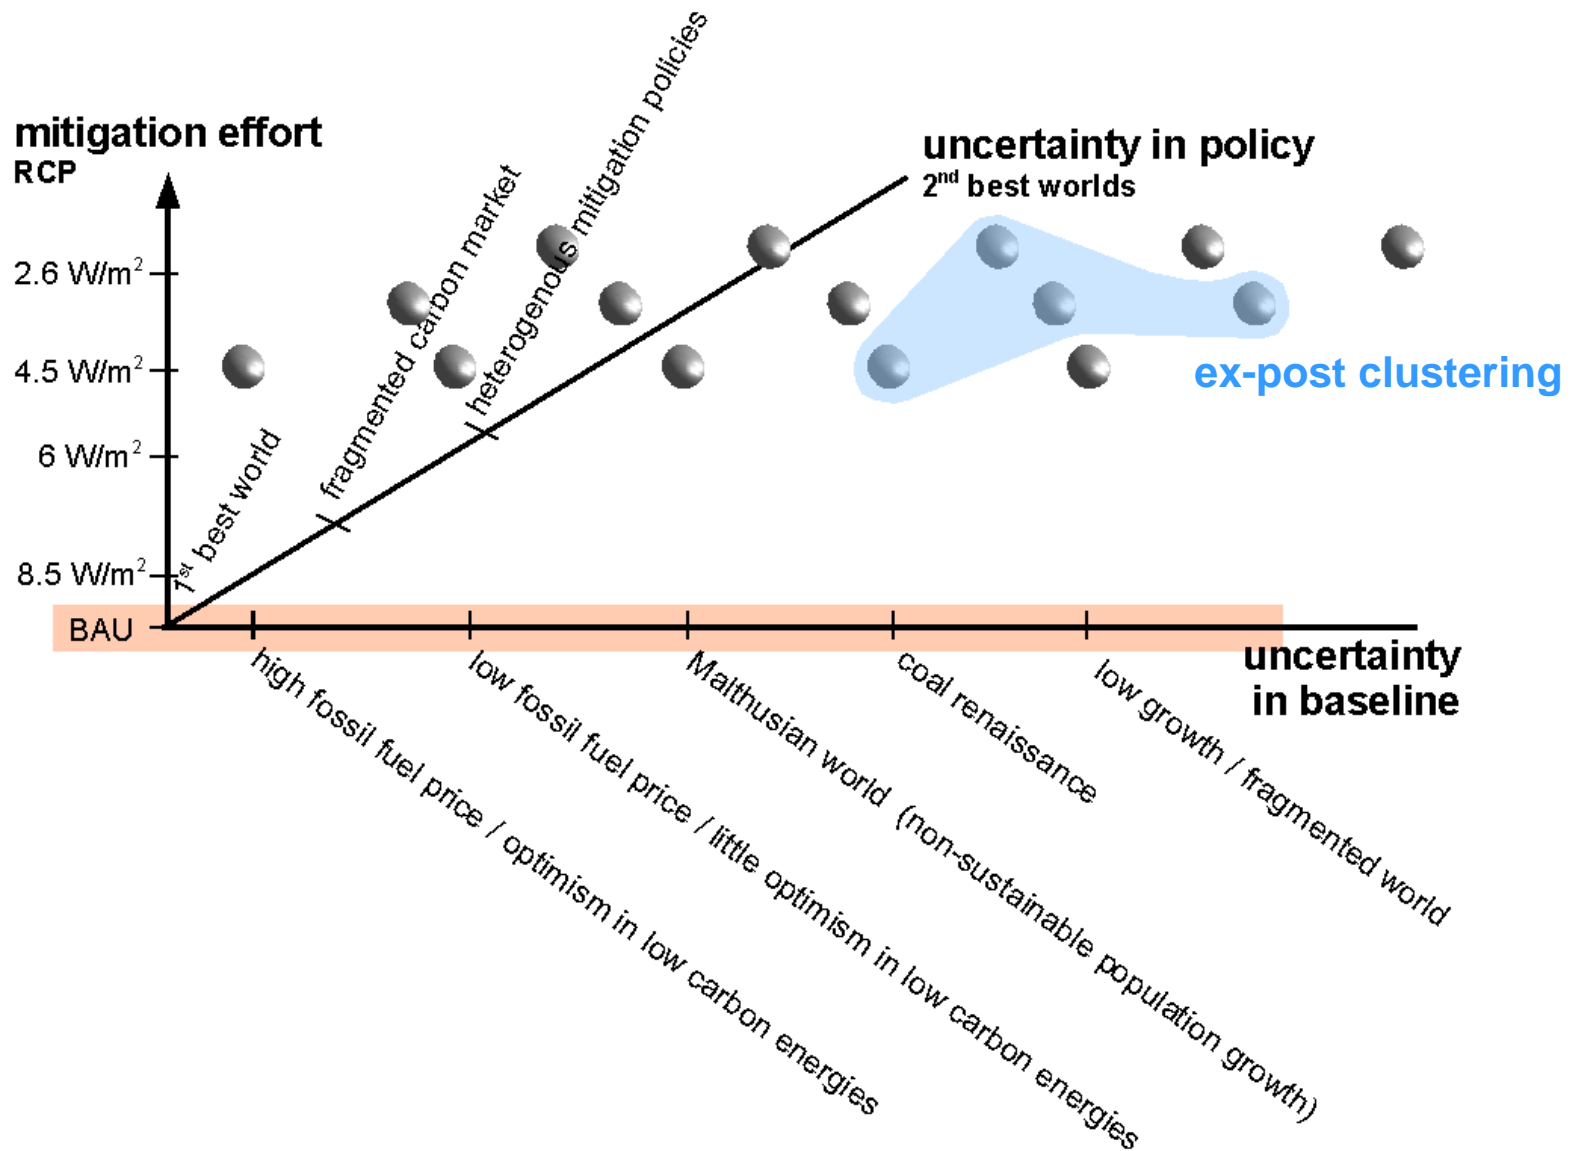 mitigation effort
RCP
uncertainty in policy
2nd best worlds
2.6 W/m2
4.5 W/m2
6 W/m2
8.5 W/m2
BAU
1st best world
fragmented carbon market
heterogenous mitigation policies
ex-post clustering
uncertainty
in baseline
high fossil fuel price / optimism in low carbon energies
low fossil fuel price / little optimism in low carbon energies
Malthusian world (non-sustainable population growth)
coal renaissance
low growth / fragmented world